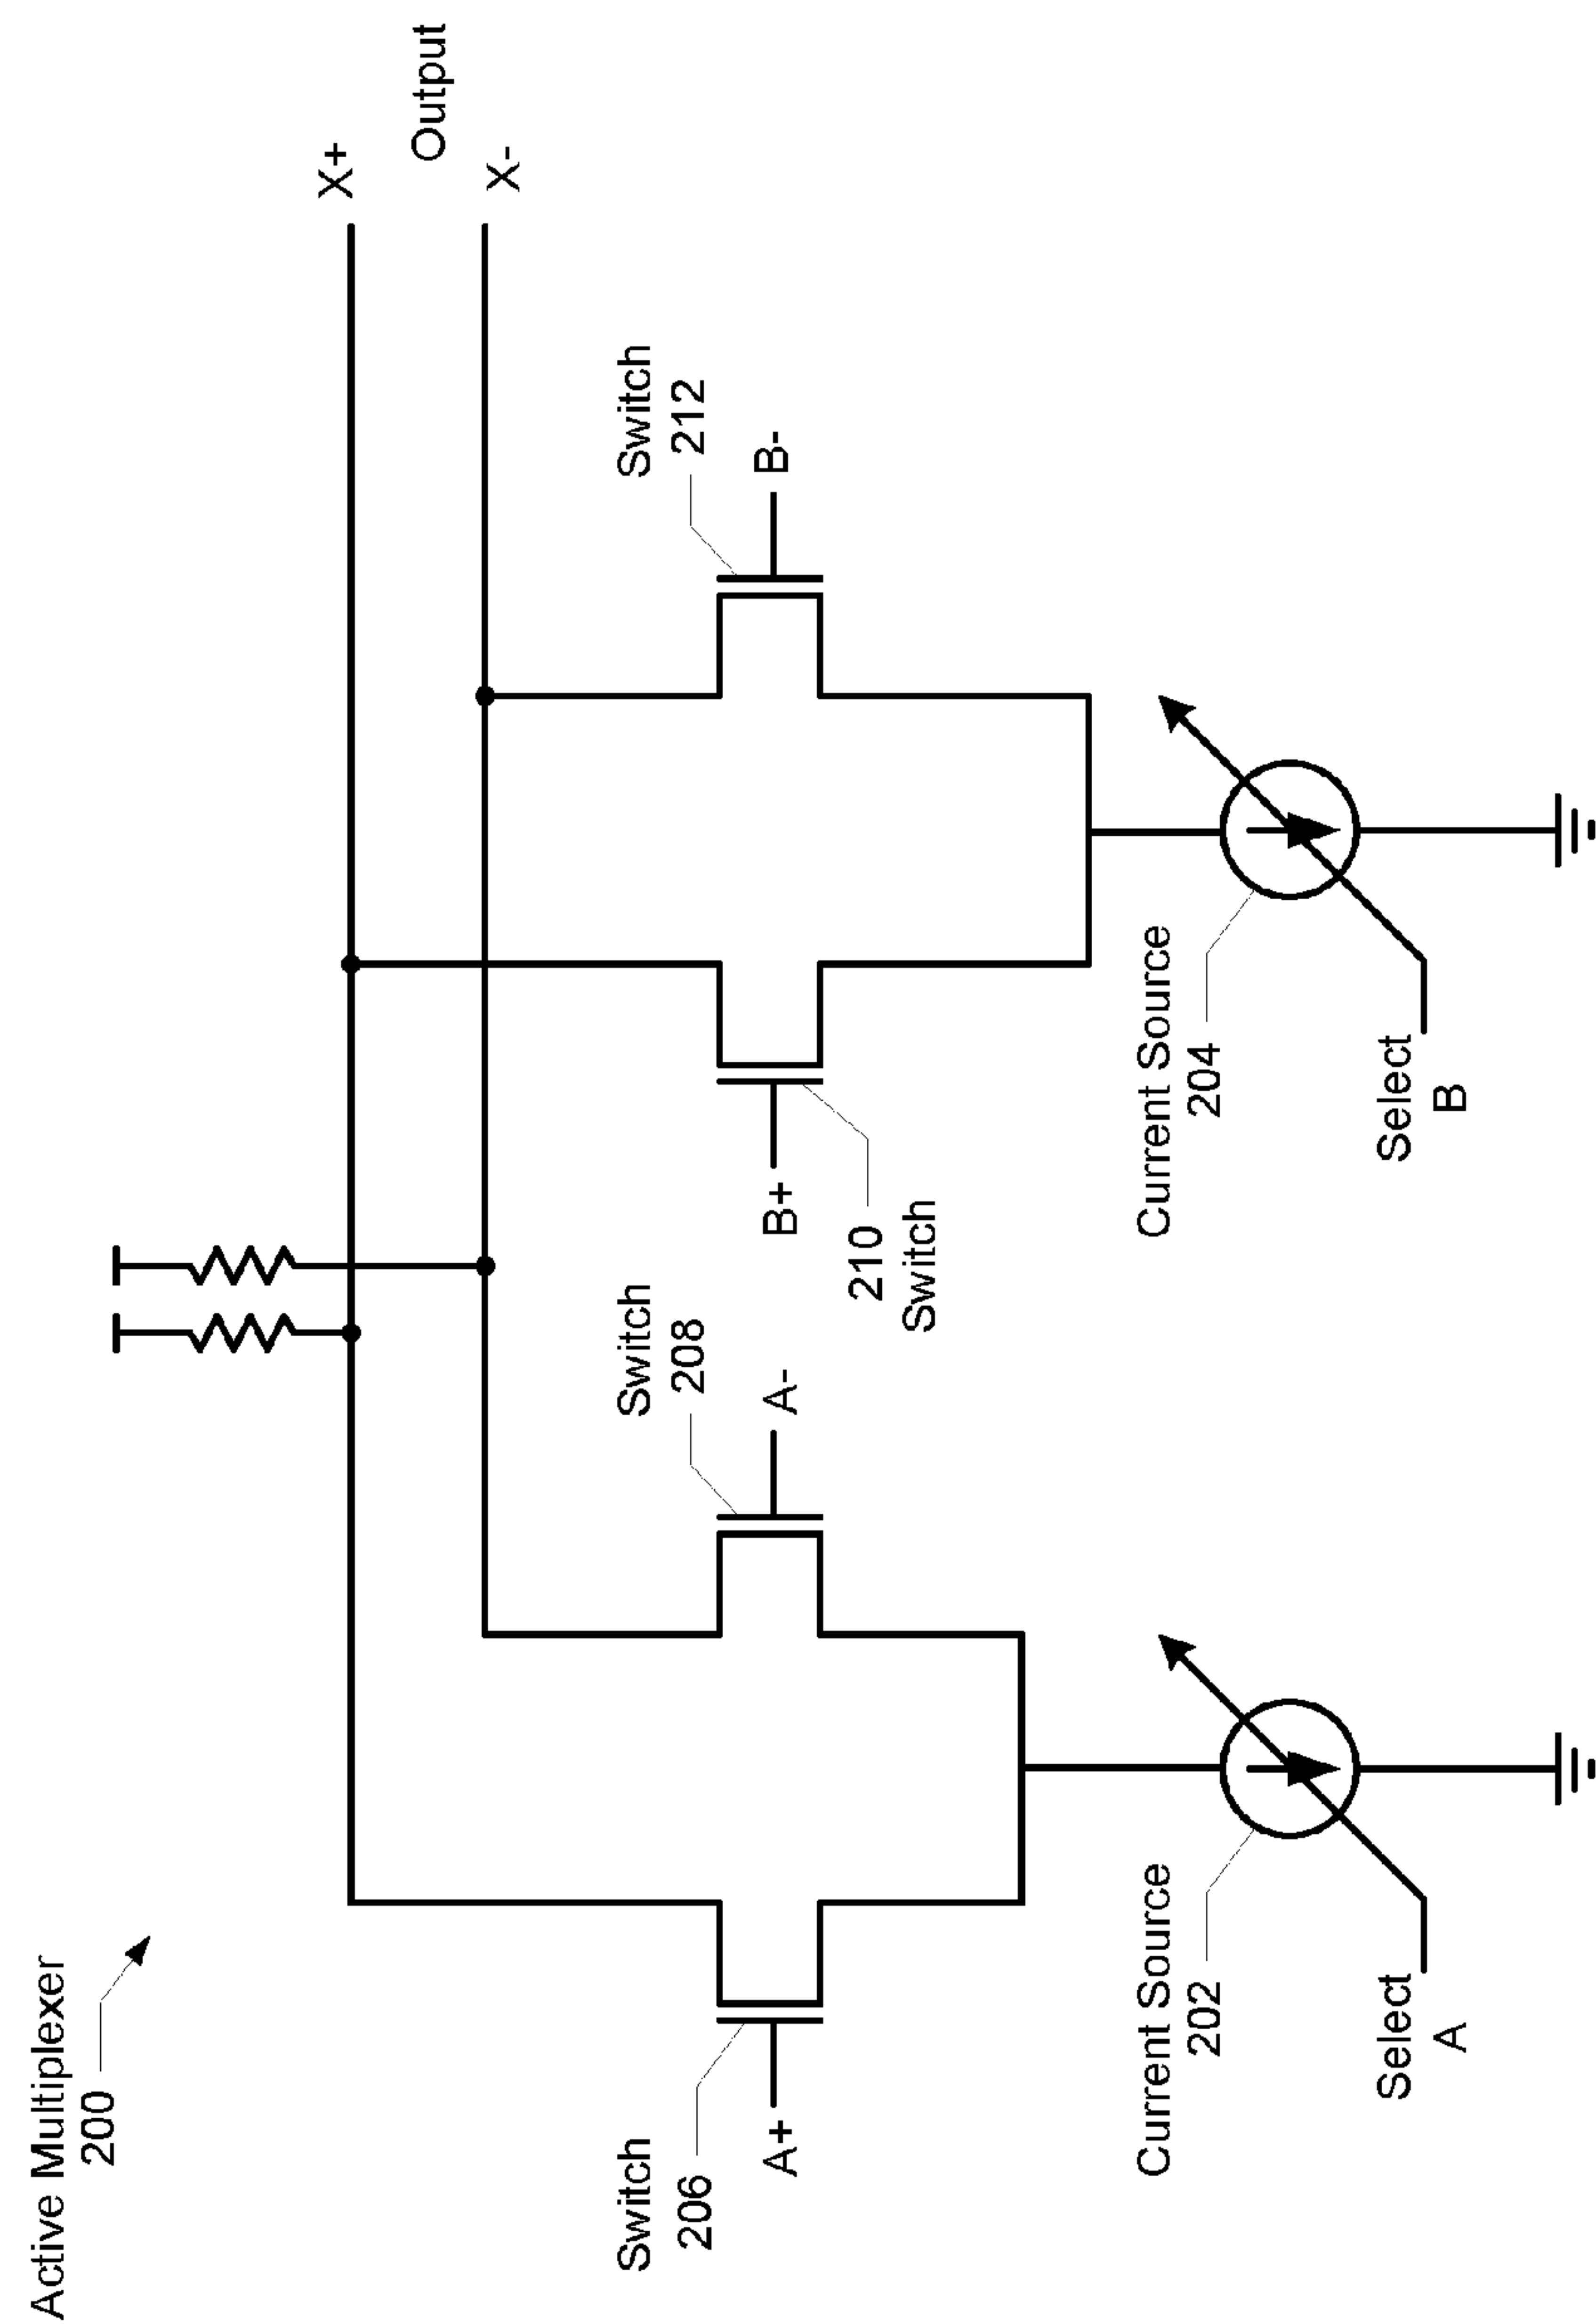 Active Multiplexer
200
X+
Output
X-
Switch
206
A+
Switch
208
A-
B+
210
Switch
Switch
212
B-
Current Source
202
Select
A
Current Source
204
Select
B